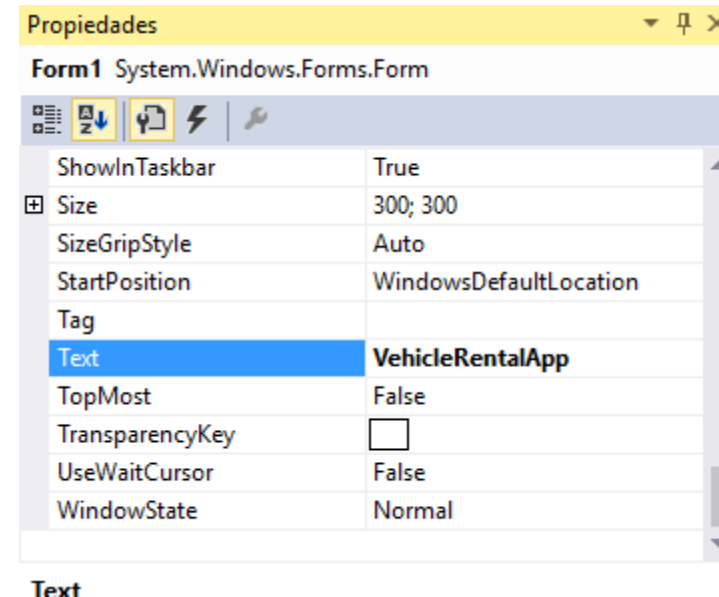 Propiedades
Form1 System.Windows.Forms.Form
ShowInTaskbar True
Size 300; 300
SizeGripStyle Auto
StartPosition WindowsDefaultLocation
Tag
Text VehicleRentalApp
TopMost False
TransparencyKey
UseWaitCursor False
WindowState Normal
Text